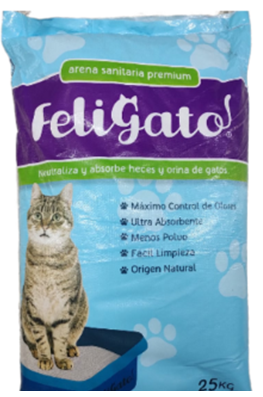 arena sanitaria premium
FeliGato
Neutraliza y absorbe heces y orina de gatos
Máximo Control de Olores
Ultra Absorbente
Menos Polvo
Fácil Limpieza
Origen Natural
25KG